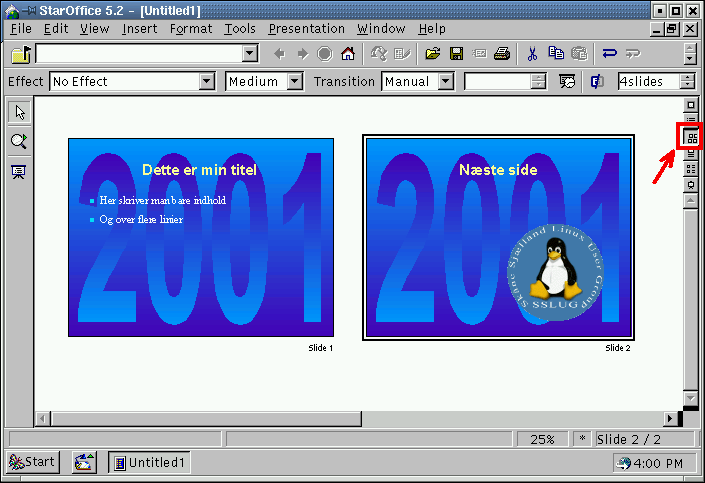 StarOffice 5.2 - [Untitled1]
File Edit View Insert Format Tools Presentation Window Help
Effect No Effect Medium Transition Manual 4slides
2001
Dette er min titel
Her skriver man bare indhold
Og over flere linier
Slide 1
2001
Næste side
Skåne Sjælland Linux User Group
SSLUG
Slide 2
25% * Slide 2 / 2
Start Untitled1 4:00 PM